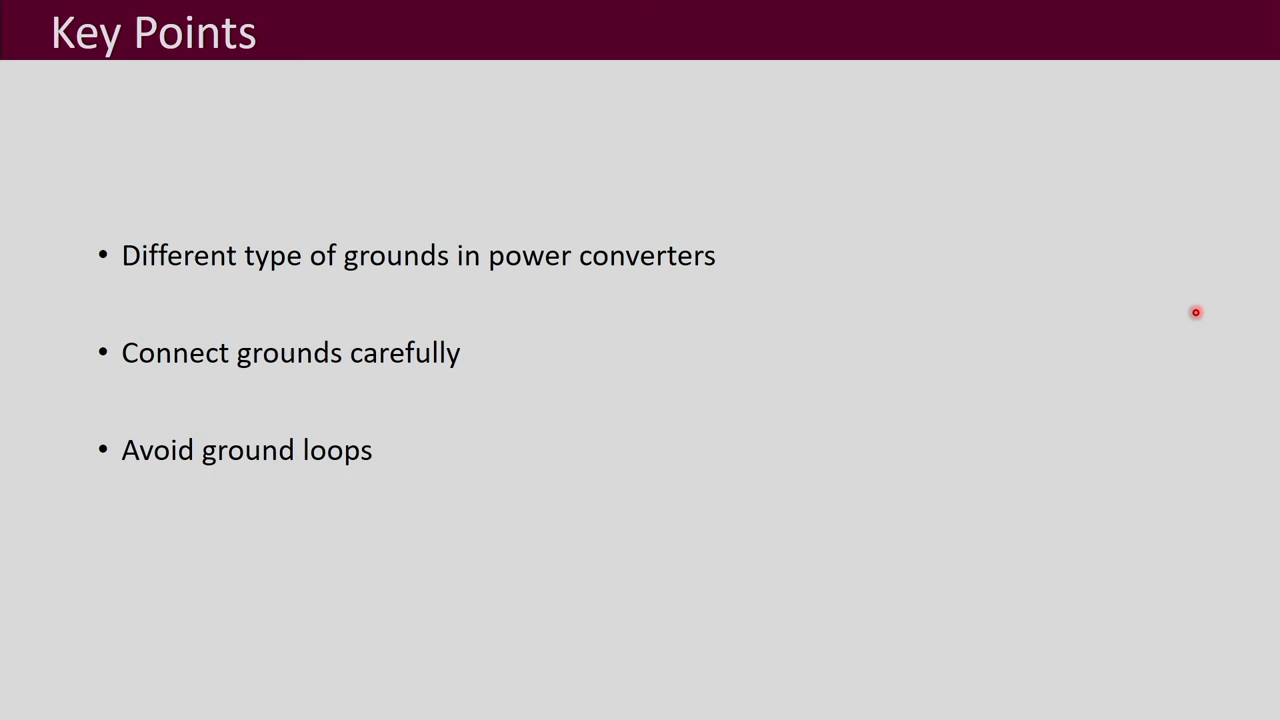 Key Points
• Different type of grounds in power converters
• Connect grounds carefully
• Avoid ground loops